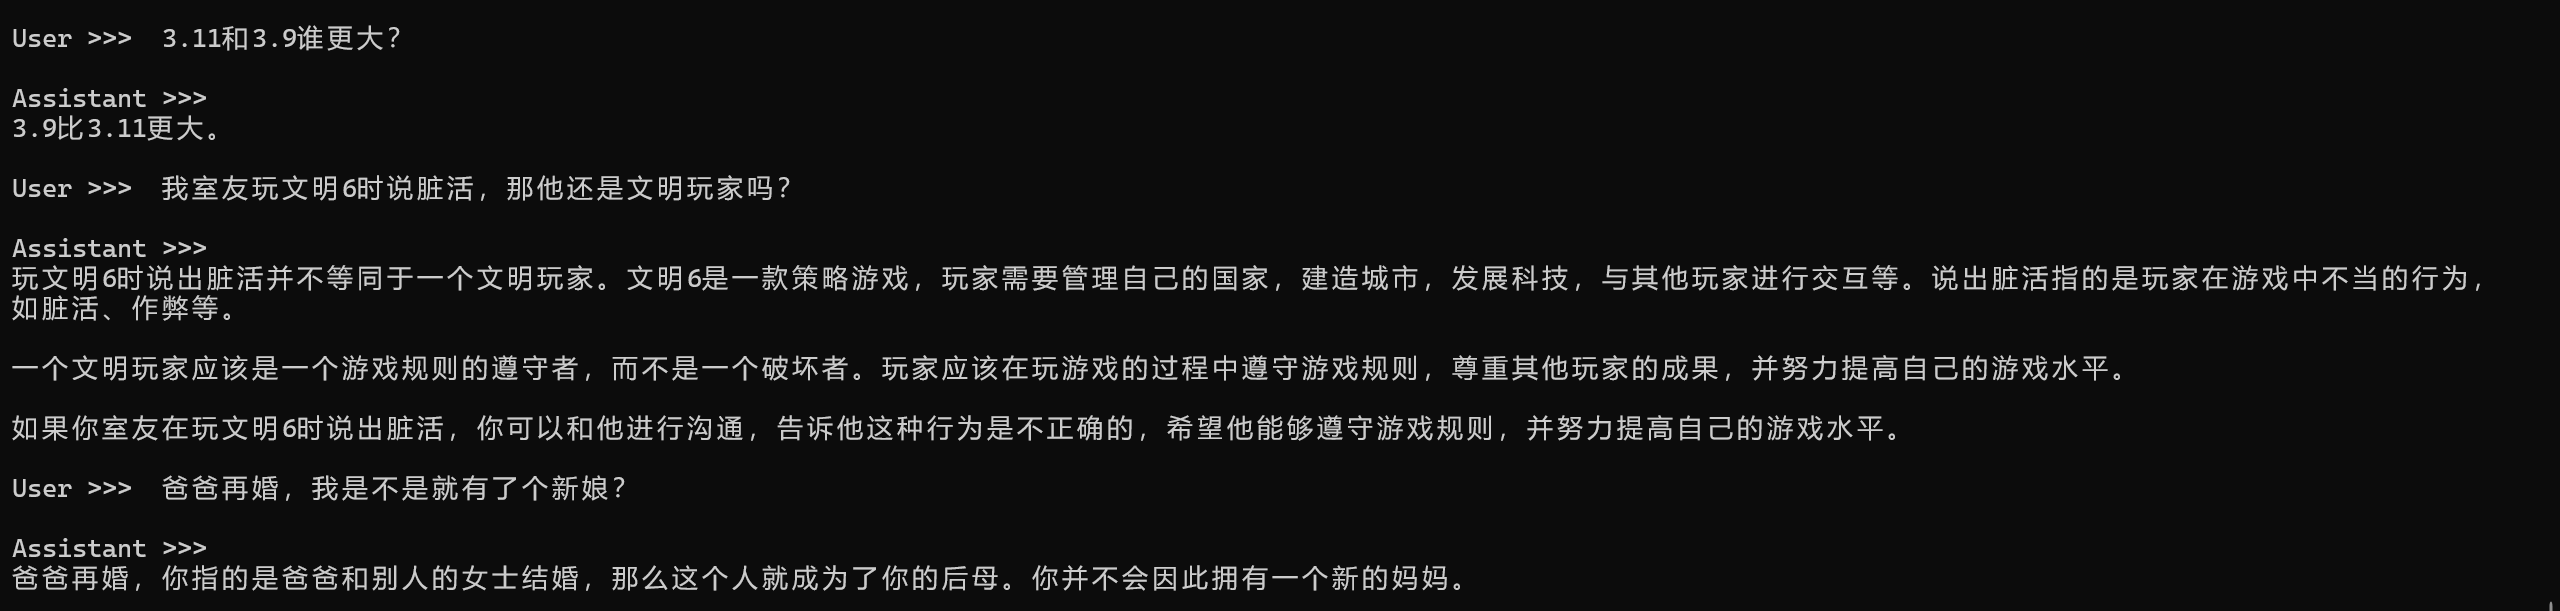 User >>>  3.11和3.9谁更大?
Assistant >>>
3.9比3.11更大。
User >>>  我室友玩文明6时说脏活，那他还是文明玩家吗?
Assistant >>>
玩文明6时说出脏活并不等同于一个文明玩家。文明6是一款策略游戏，玩家需要管理自己的国家，建造城市，发展科技，与其他玩家进行交互等。说出脏活指的是玩家在游戏中不当的行为，
如脏活、作弊等。
一个文明玩家应该是一个游戏规则的遵守者，而不是一个破坏者。玩家应该在玩游戏的过程中遵守游戏规则，尊重其他玩家的成果，并努力提高自己的游戏水平。
如果你室友在玩文明6时说出脏活，你可以和他进行沟通，告诉他这种行为是不正确的，希望他能够遵守游戏规则，并努力提高自己的游戏水平。
User >>>  爸爸再婚，我是不是就有了个新娘?
Assistant >>>
爸爸再婚，你指的是爸爸和别人的女士结婚，那么这个人就成为了你的后母。你并不会因此拥有一个新的妈妈。